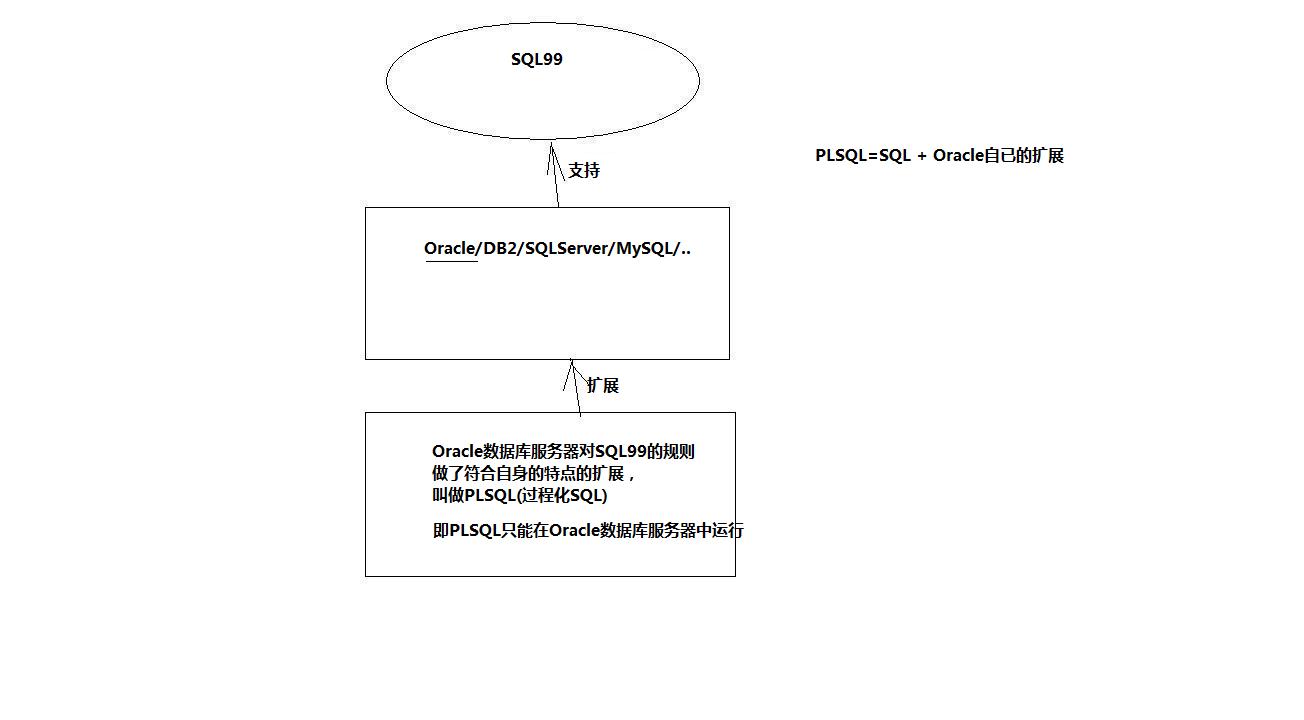 SQL99
支持
PLSQL=SQL + Oracle自已的扩展
Oracle/DB2/SQLServer/MySQL/..
扩展
Oracle数据库服务器对SQL99的规则
做了符合自身的特点的扩展，
叫做PLSQL(过程化SQL)
即PLSQL只能在Oracle数据库服务器中运行